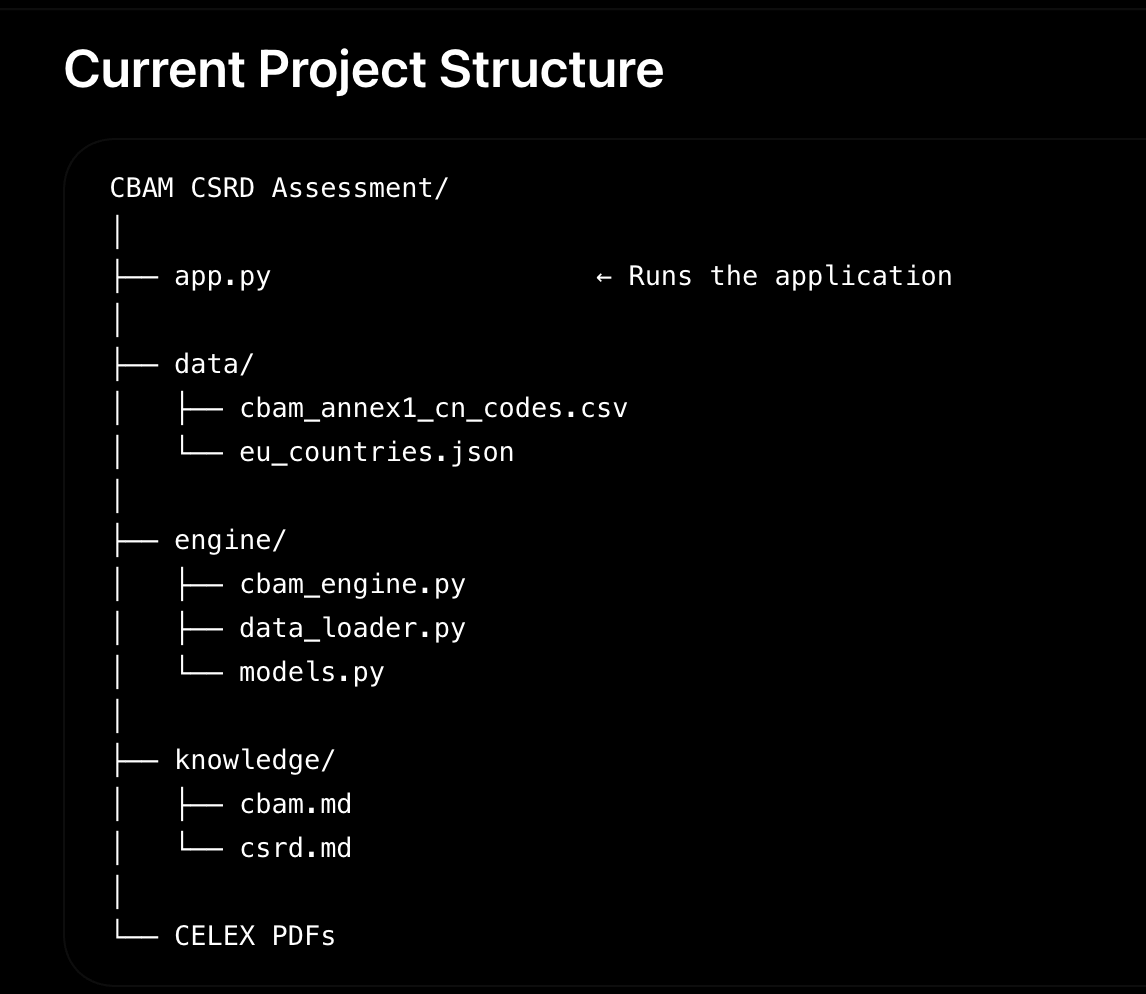 Current Project Structure
CBAM CSRD Assessment/
│
├── app.py                    ← Runs the application
│
├── data/
│   ├── cbam_annex1_cn_codes.csv
│   └── eu_countries.json
│
├── engine/
│   ├── cbam_engine.py
│   ├── data_loader.py
│   └── models.py
│
├── knowledge/
│   ├── cbam.md
│   └── csrd.md
│
└── CELEX PDFs